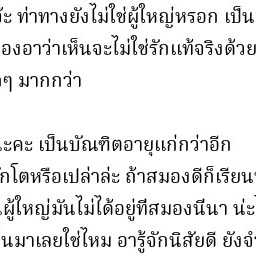 ท่าทางยังไม่ใช่ผู้ใหญ่หรอก เป็น
องอาว่าเห็นจะไม่ใช่รักแท้จริงด้วย
ๆ มากกว่า
ะคะ เป็นบัณฑิตอายุแก่กว่าอีก
โตหรือเปล่าล่ะ ถ้าสมองดีก็เรียน
ผู้ใหญ่มันไม่ได้อยู่ที่สมองนีนา น่ะ
มาเลยใช่ไหม อารู้จักนิสัยดี ยัง